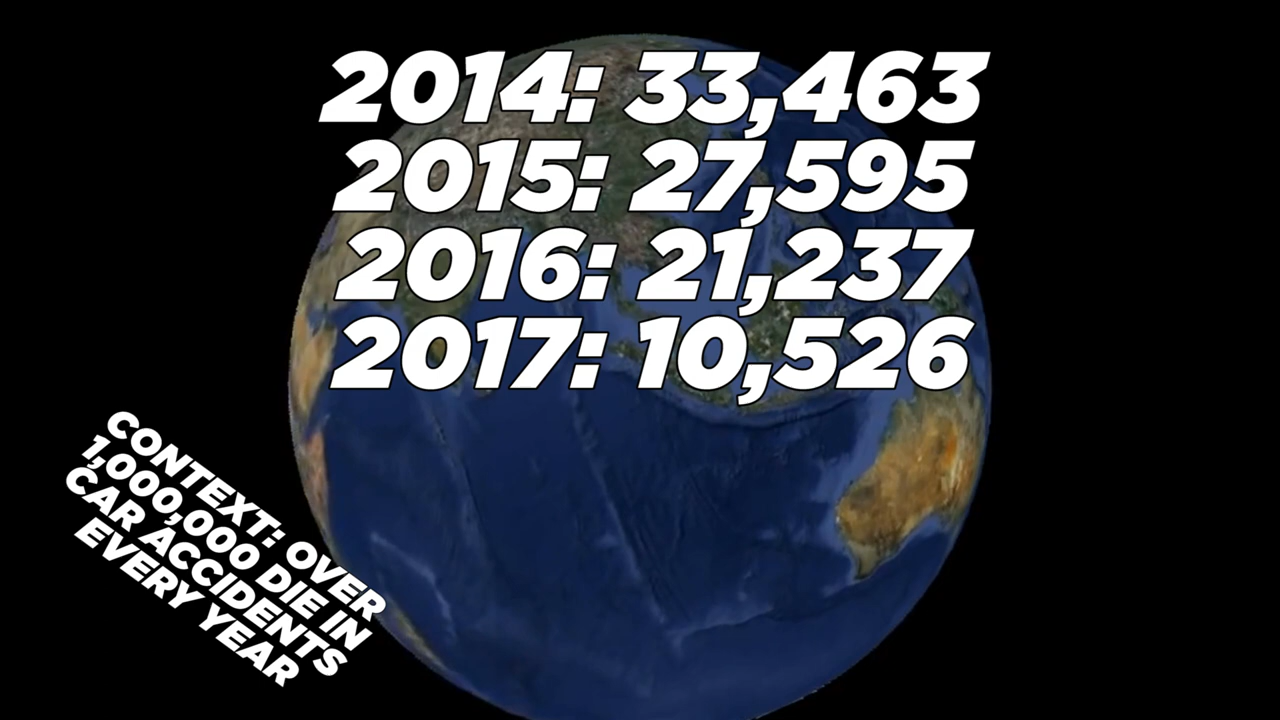 2014: 33,463
2015: 27,595
2016: 21,237
2017: 10,526
CONTEXT: OVER
1,000,000 DIE IN
CAR ACCIDENTS
EVERY YEAR